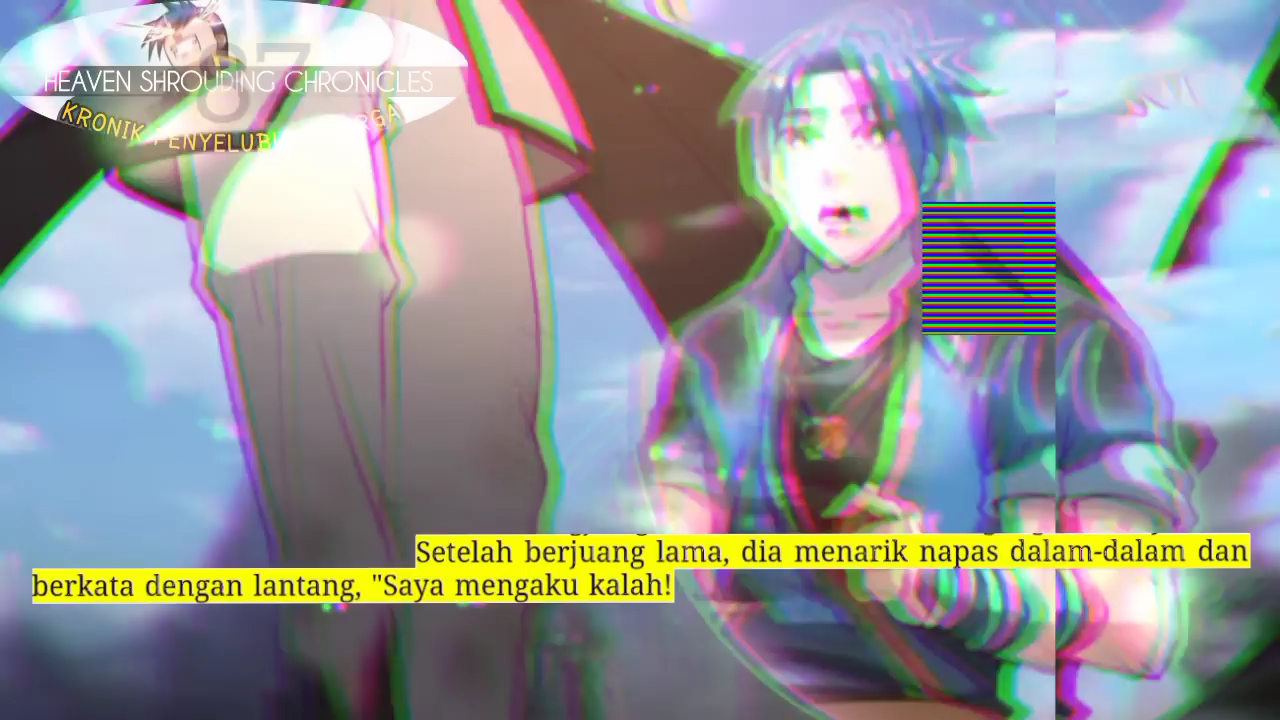 87
HEAVEN SHROUDING CHRONICLES
KRONIK
Setelah berjuang lama, dia menarik napas dalam-dalam dan
berkata dengan lantang, "Saya mengaku kalah!